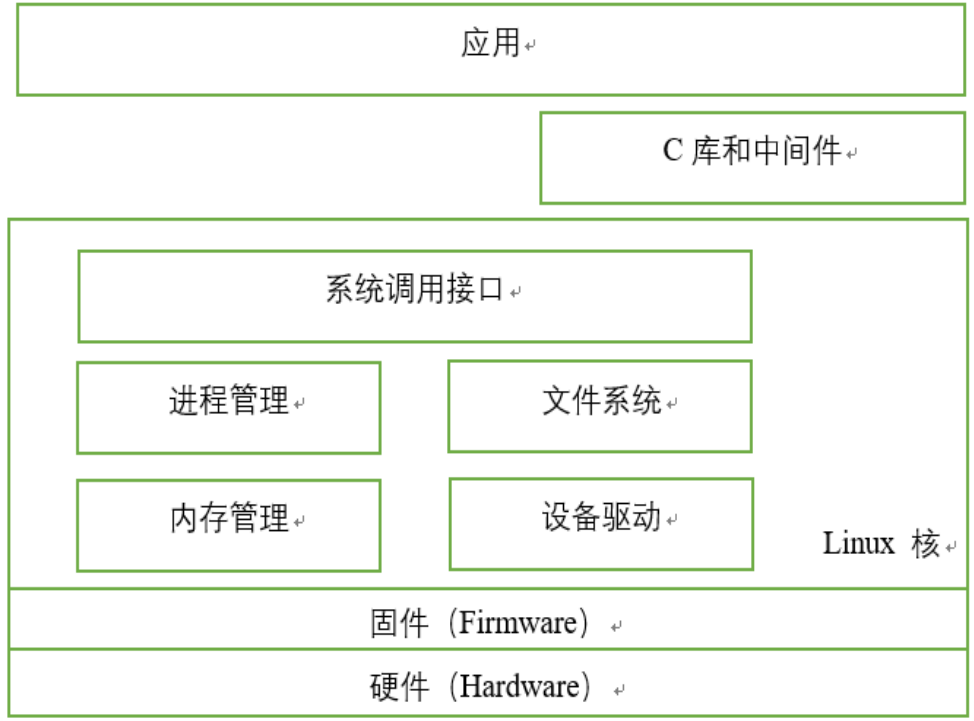 应用
C 库和中间件
系统调用接口
进程管理
文件系统
内存管理
设备驱动
Linux 核
固件（Firmware）
硬件（Hardware）